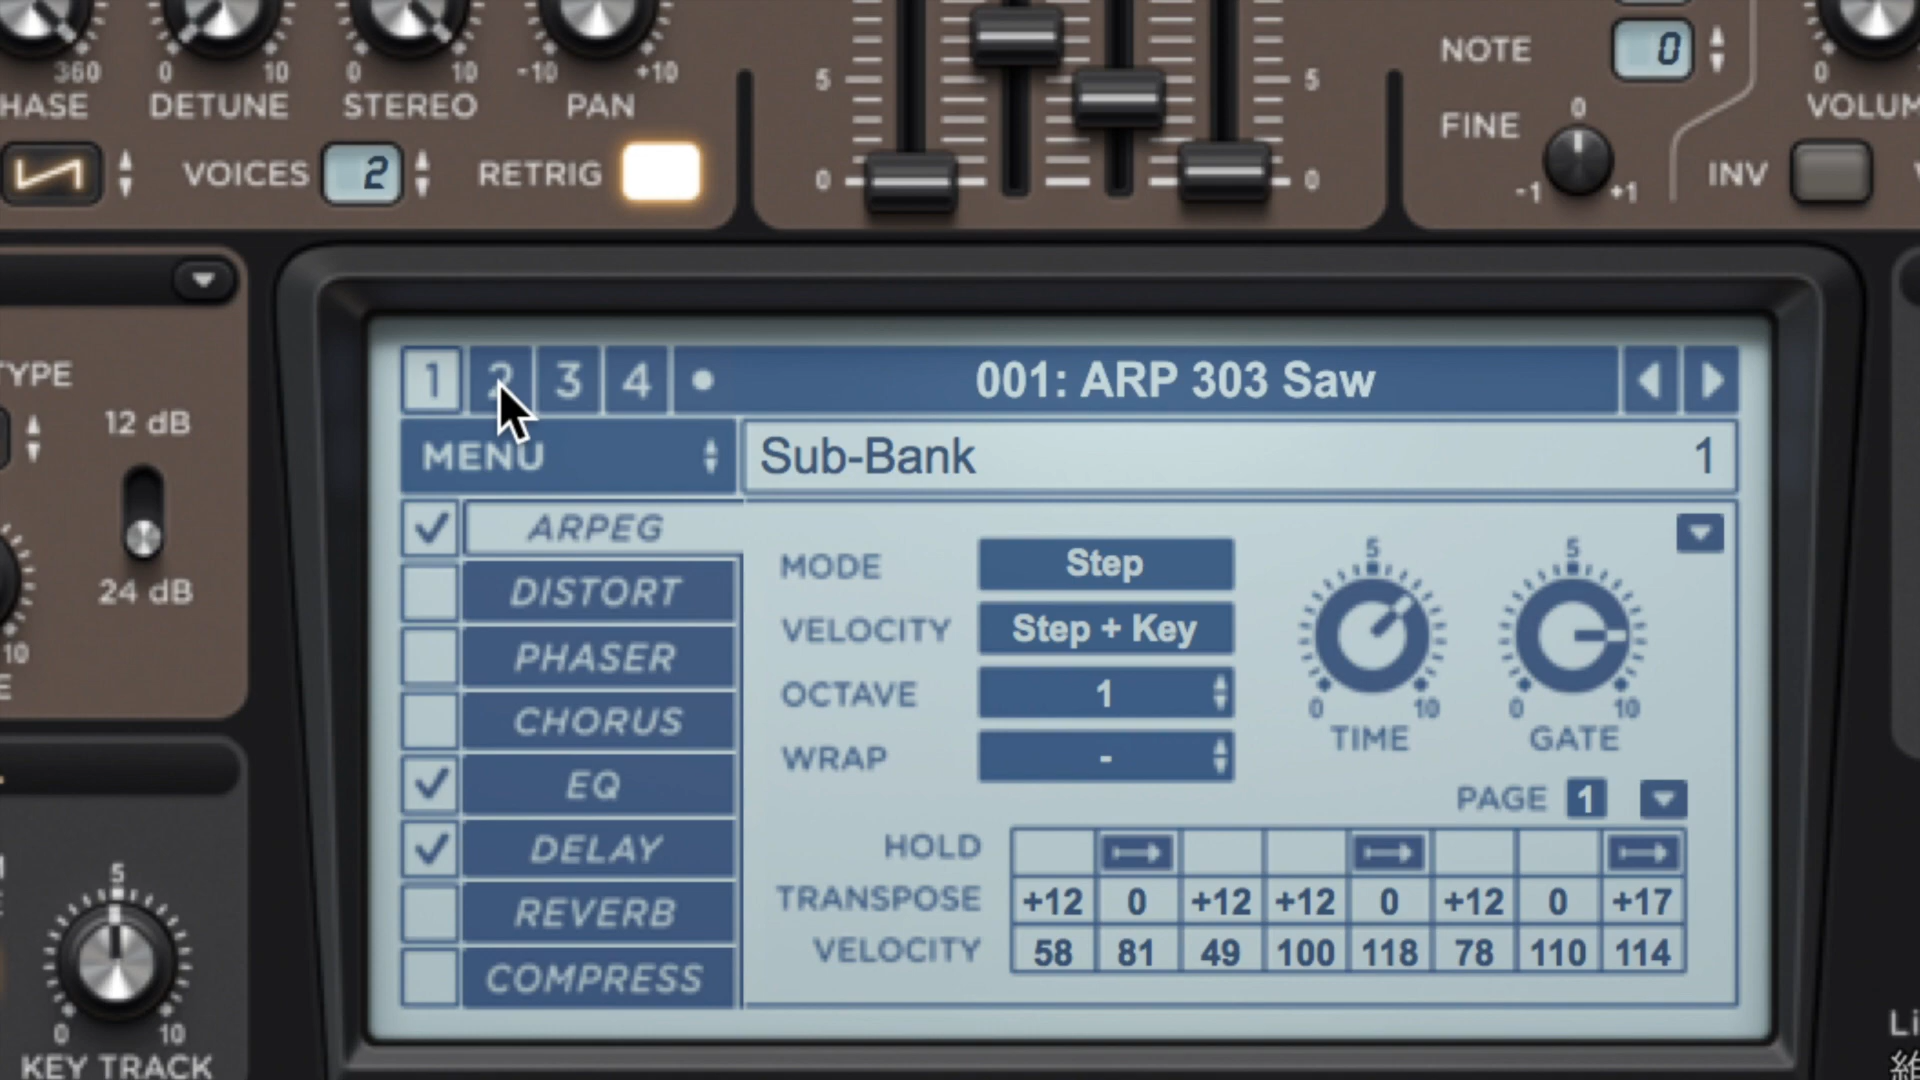 360 0 10 0 10 -10 +10
HASE DETUNE STEREO PAN
VOICES 2 RETRIG
5 5
0 0
NOTE 0
FINE 0
-1 +1
0
VOLUM
INV
TYPE
12 dB
24 dB
10
5
0 10
KEY TRACK
1 2 3 4 • 001: ARP 303 Saw
MENU Sub-Bank 1
ARPEG
DISTORT
PHASER
CHORUS
EQ
DELAY
REVERB
COMPRESS
MODE Step
VELOCITY Step + Key
OCTAVE 1
WRAP -
5 5
0 10 0 10
TIME GATE
PAGE 1
HOLD
TRANSPOSE +12 0 +12 +12 0 +12 0 +17
VELOCITY 58 81 49 100 118 78 110 114
Li